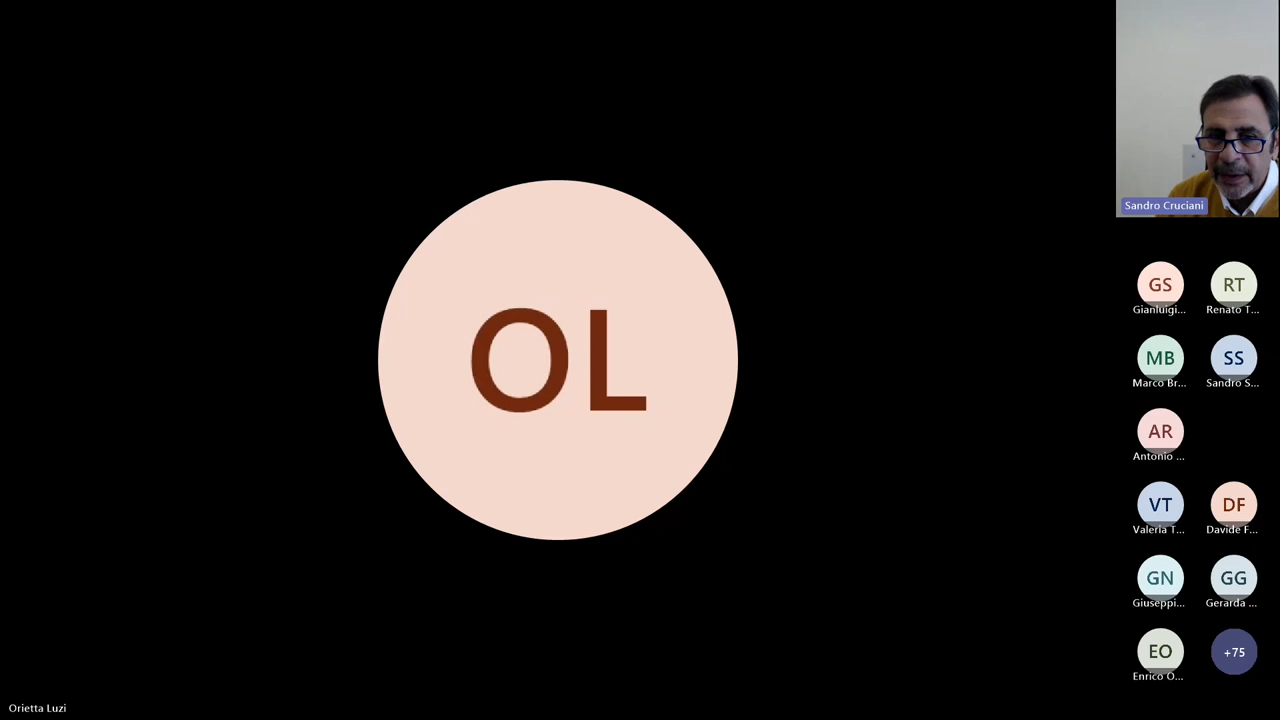 OL
Orietta Luzi
Sandro Cruciani
GS
Gianluigi...
RT
Renato T...
MB
Marco Br...
SS
Sandro S...
AR
Antonio ...
VT
Valeria T...
DF
Davide F...
GN
Giuseppi...
GG
Gerarda ...
EO
Enrico O...
+75